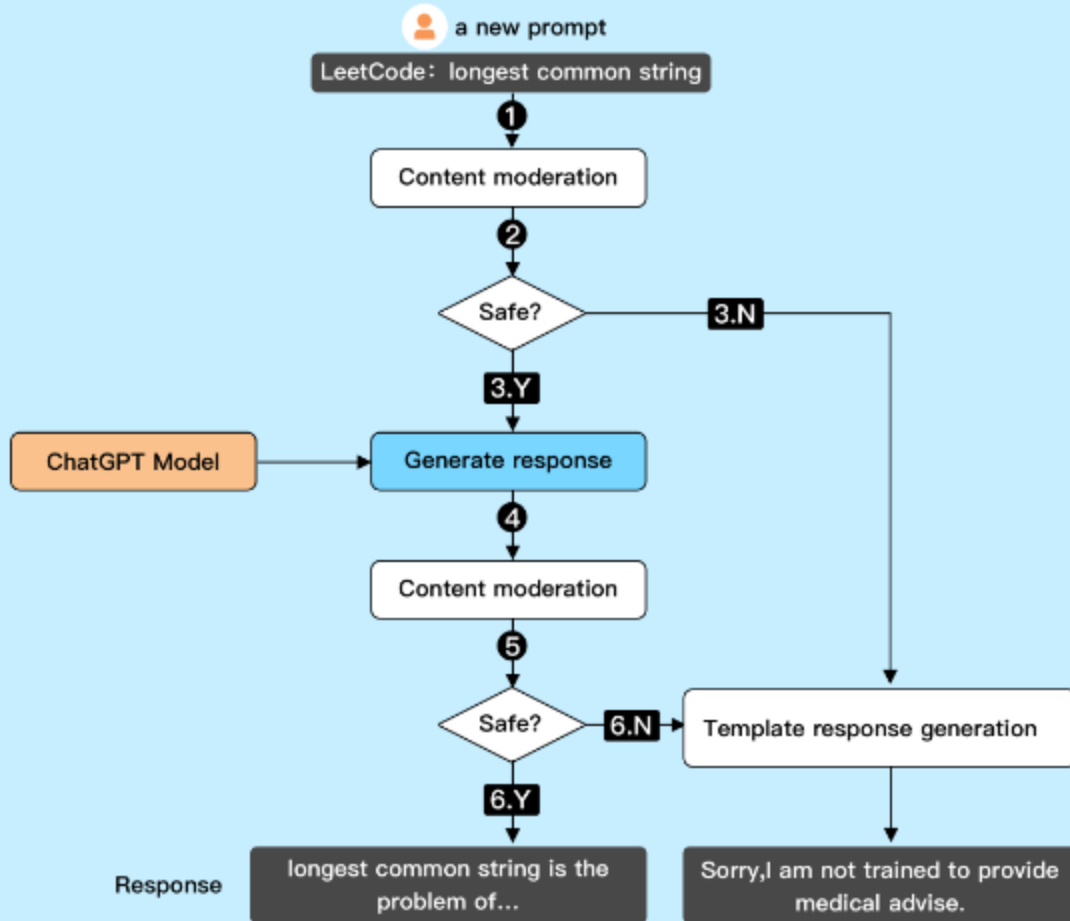 a new prompt
LeetCode: longest common string
1
Content moderation
2
Safe?
3.N
3.Y
ChatGPT Model
Generate response
4
Content moderation
5
Safe?
6.N
Template response generation
6.Y
Response
longest common string is the
problem of...
Sorry,I am not trained to provide
medical advise.